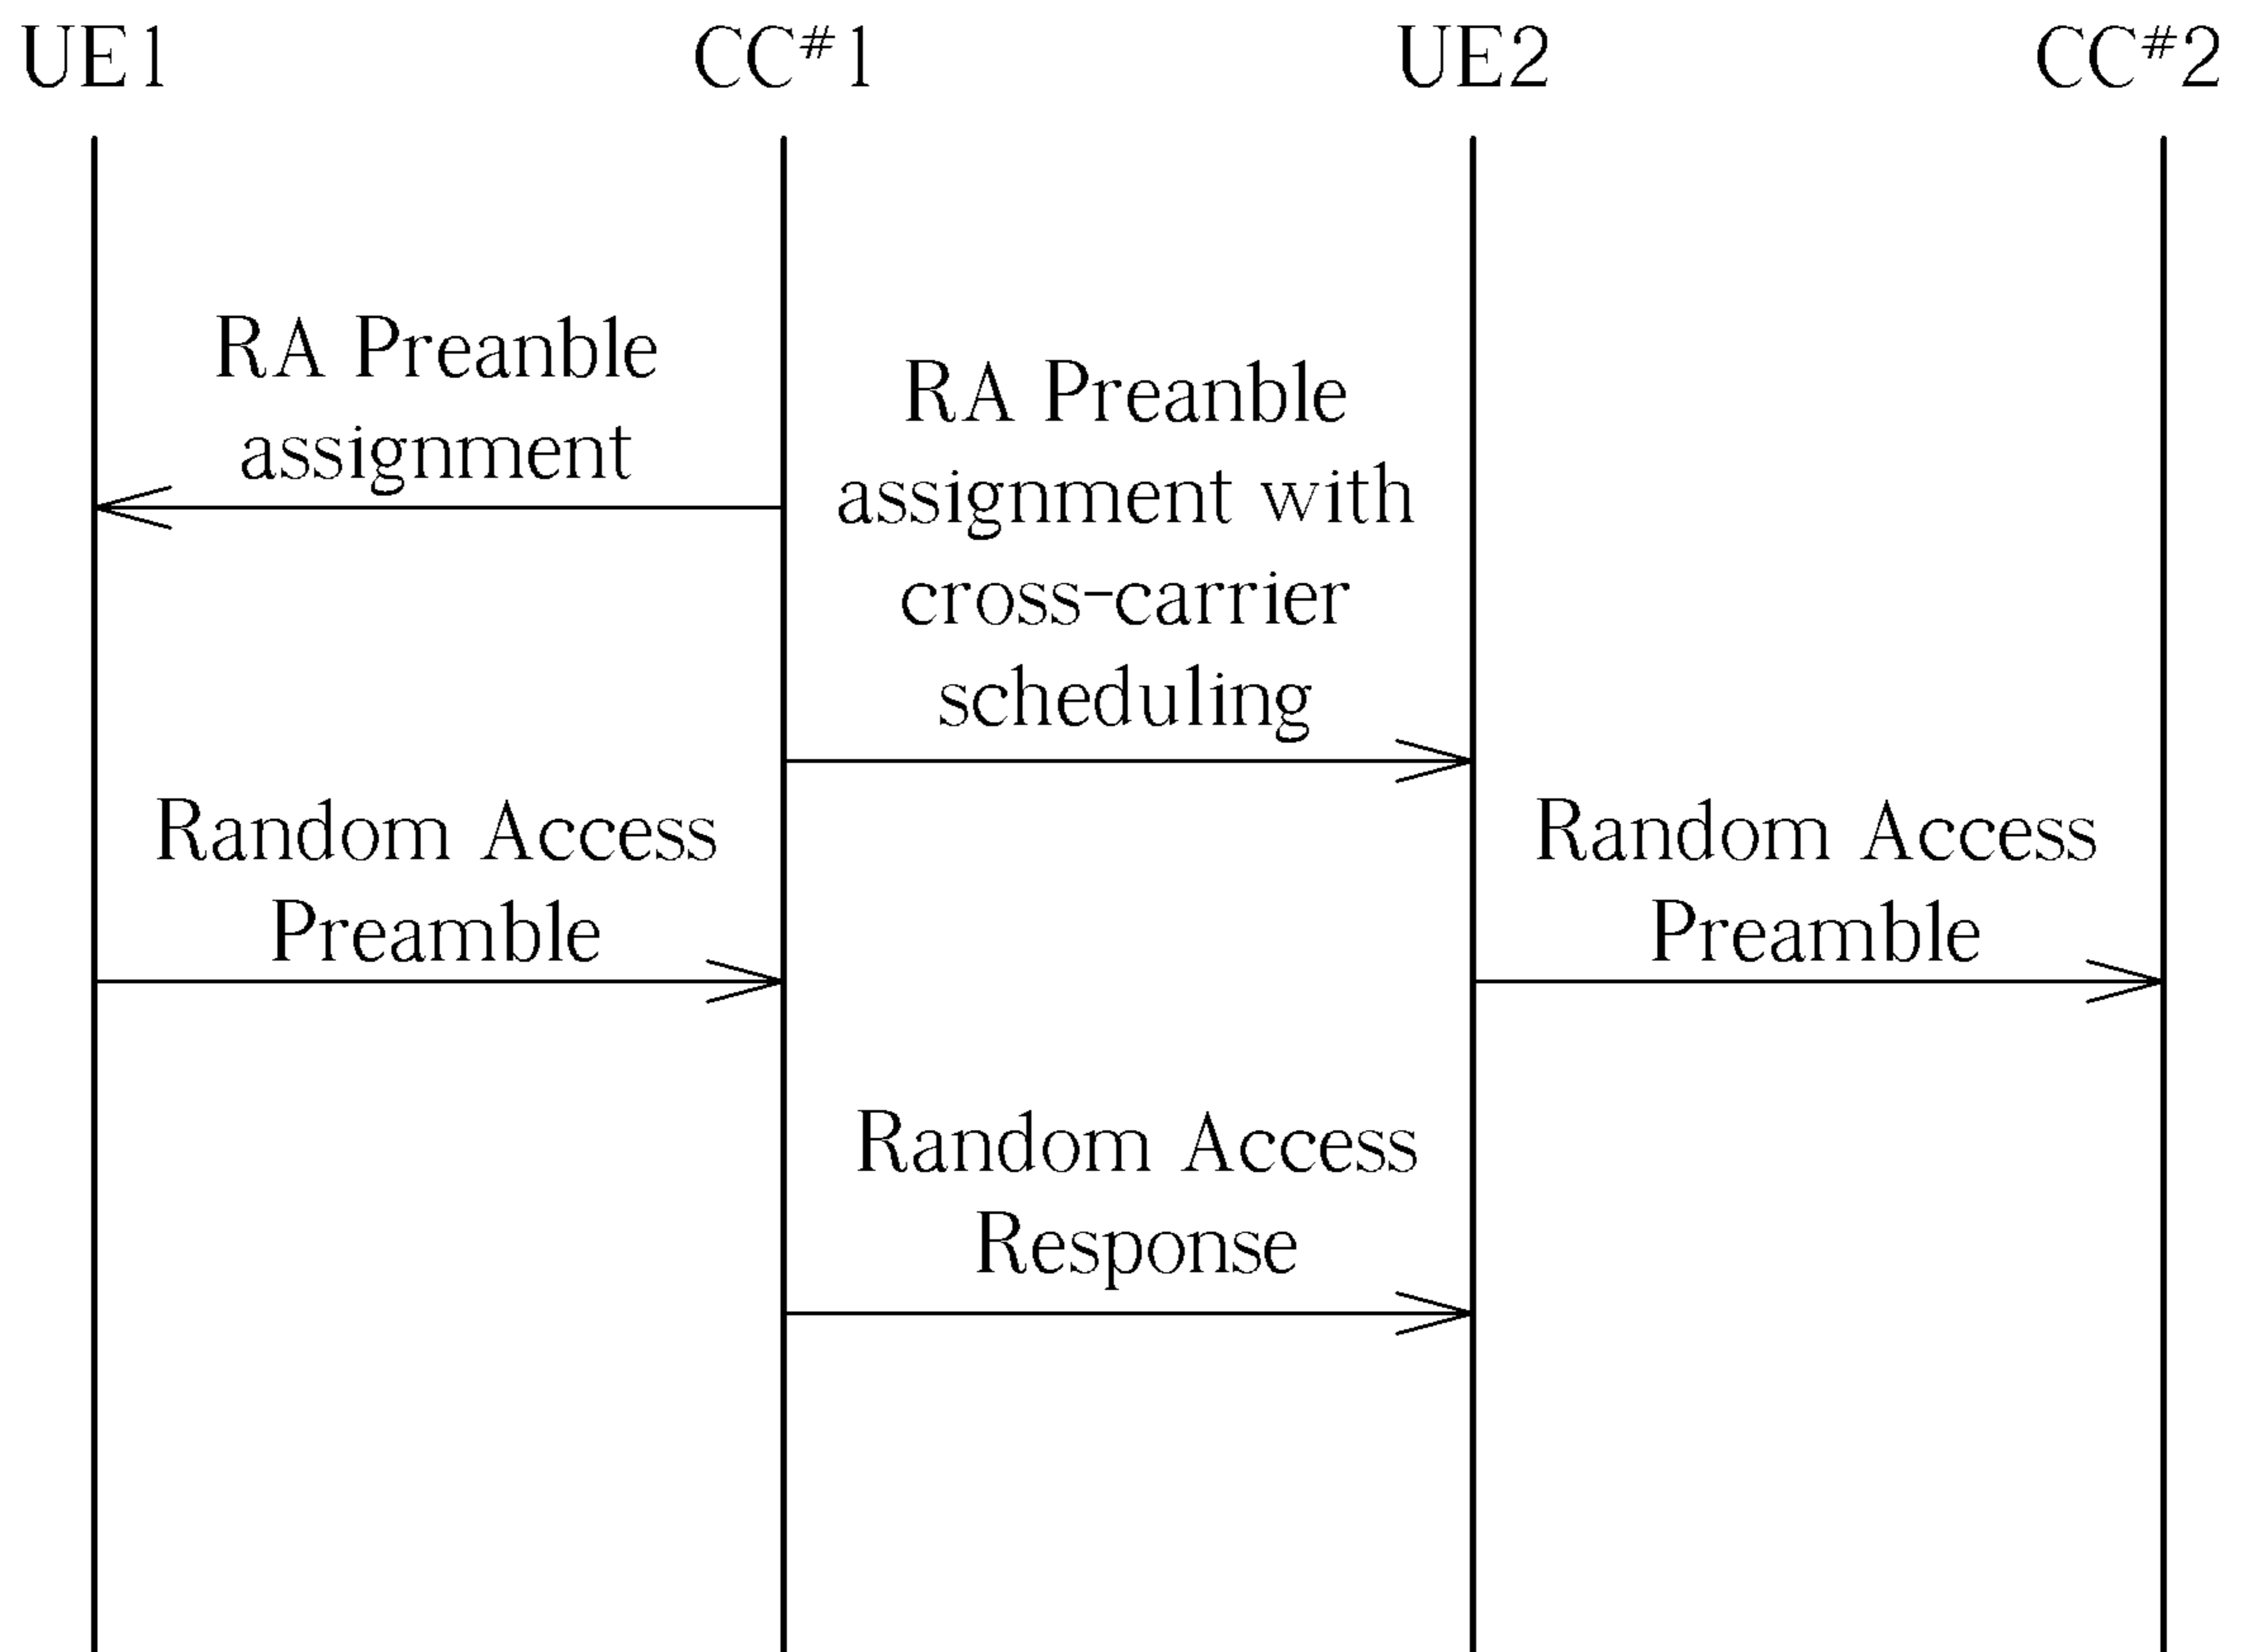 UE1 CC#1 UE2 CC#2
RA Preanble
assignment
RA Preanble
assignment with
cross-carrier
scheduling
Random Access
Preamble
Random Access
Preamble
Random Access
Response